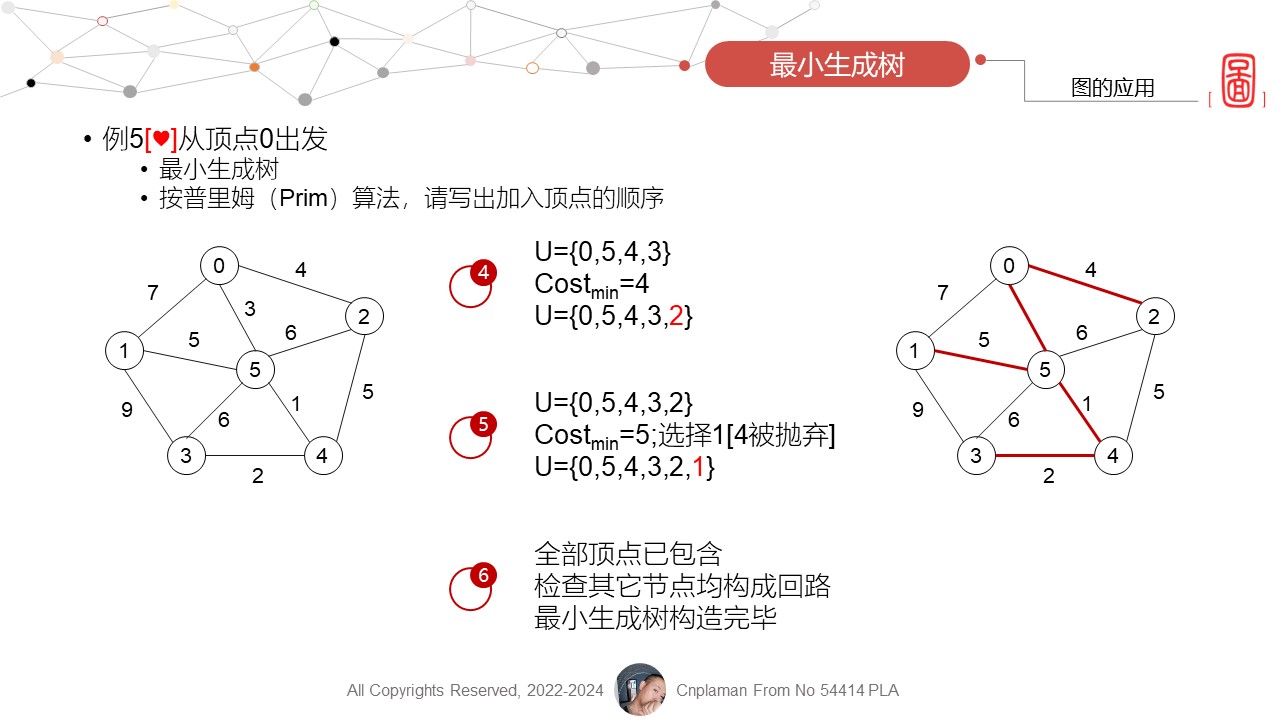 最小生成树
图的应用
[ 图 ]
• 例5[♥]从顶点0出发
• 最小生成树
• 按普里姆（Prim）算法，请写出加入顶点的顺序
0
4
7
3
2
6
5
1
5
5
9
6
1
3
4
2
4
U={0,5,4,3}
Costmin=4
U={0,5,4,3,2}
5
U={0,5,4,3,2}
Costmin=5;选择1[4被抛弃]
U={0,5,4,3,2,1}
6
全部顶点已包含
检查其它节点均构成回路
最小生成树构造完毕
0
4
7
2
6
5
1
5
5
9
6
1
3
4
2
All Copyrights Reserved, 2022-2024
Cnplaman From No 54414 PLA